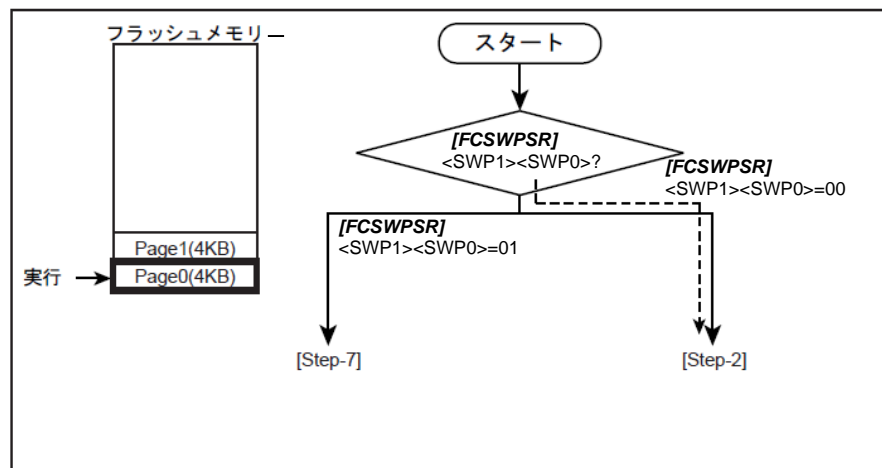 フラッシュメモリ
Page1(4KB)
実行
Page0(4KB)
スタート
[FCSWPSR]
<SWP1><SWP0>?
[FCSWPSR]
<SWP1><SWP0>=00
[FCSWPSR]
<SWP1><SWP0>=01
[Step-7]
[Step-2]